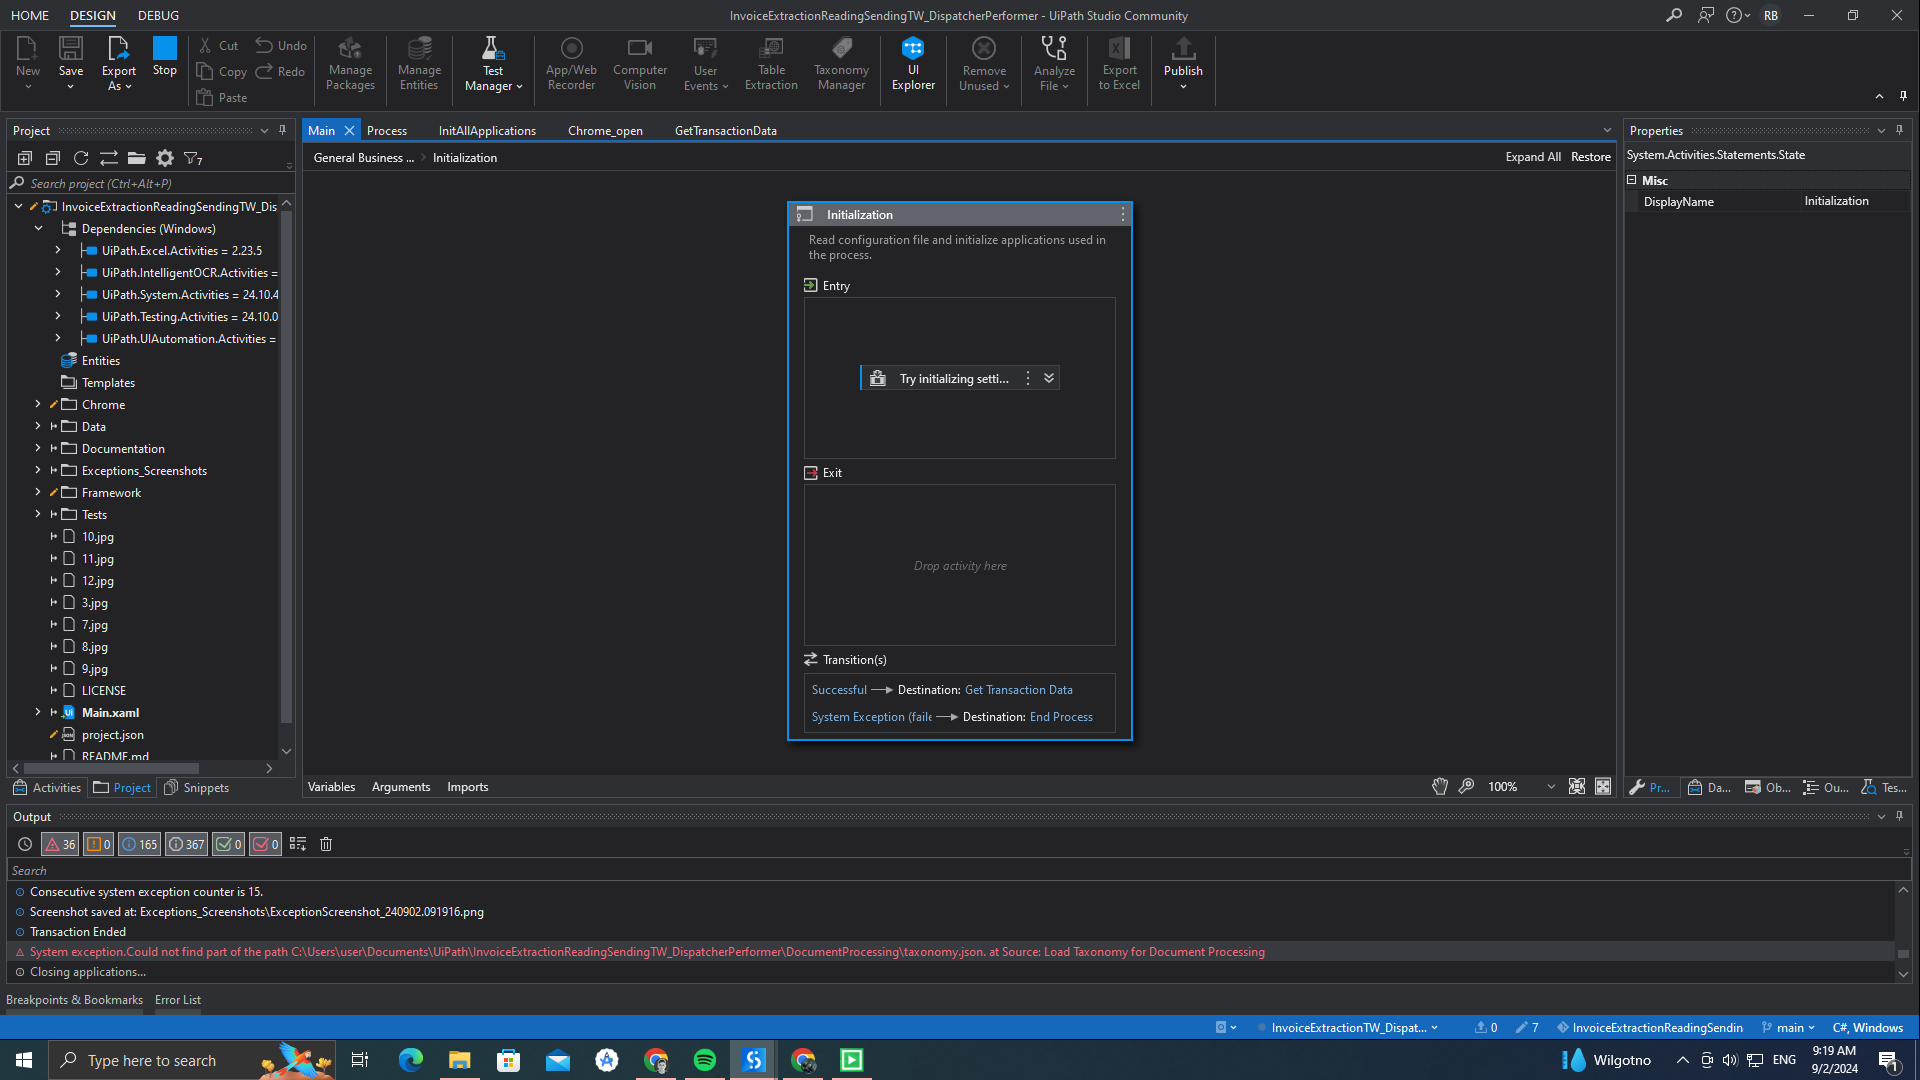 HOME
DESIGN
DEBUG
InvoiceExtractionReadingSendingTW_DispatcherPerformer - UiPath Studio Community
RB
New
Save
Export As
Stop
Cut
Copy
Paste
Undo
Redo
Manage Packages
Manage Entities
Test Manager
App/Web Recorder
Computer Vision
User Events
Table Extraction
Taxonomy Manager
UI Explorer
Remove Unused
Analyze File
Export to Excel
Publish
Project
7
Search project (Ctrl+Alt+P)
InvoiceExtractionReadingSendingTW_Dis
Dependencies (Windows)
UiPath.Excel.Activities = 2.23.5
UiPath.IntelligentOCR.Activities =
UiPath.System.Activities = 24.10.4
UiPath.Testing.Activities = 24.10.0
UiPath.UIAutomation.Activities =
Entities
Templates
Chrome
Data
Documentation
Exceptions_Screenshots
Framework
Tests
10.jpg
11.jpg
12.jpg
3.jpg
7.jpg
8.jpg
9.jpg
LICENSE
Main.xaml
project.json
README.md
Activities
Project
Snippets
Main
Process
InitAllApplications
Chrome_open
GetTransactionData
General Business ...
Initialization
Expand All
Restore
Initialization
Read configuration file and initialize applications used in
the process.
Entry
Try initializing setti...
Exit
Drop activity here
Transition(s)
Successful
Destination: Get Transaction Data
System Exception (faile
Destination: End Process
Variables
Arguments
Imports
100%
Properties
System.Activities.Statements.State
Misc
DisplayName
Initialization
Pr...
Da...
Ob...
Ou...
Tes...
Output
36
0
165
367
0
0
Search
Consecutive system exception counter is 15.
Screenshot saved at: Exceptions_Screenshots\ExceptionScreenshot_240902.091916.png
Transaction Ended
System exception.Could not find part of the path C:\Users\user\Documents\UiPath\InvoiceExtractionReadingSendingTW_DispatcherPerformer\DocumentProcessing\taxonomy.json. at Source: Load Taxonomy for Document Processing
Closing applications...
Breakpoints & Bookmarks
Error List
InvoiceExtractionTW_Dispat...
0
7
InvoiceExtractionReadingSendin
main
C#, Windows
Type here to search
Wilgotno
ENG
9:19 AM
9/2/2024
1